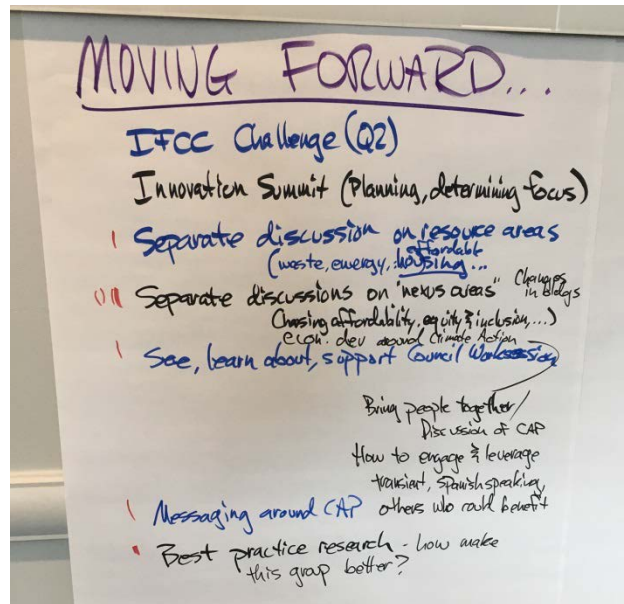 MOVING FORWARD...
IFCC Challenge (Q2)
Innovation Summit (Planning, determining focus)
Separate discussion on resource areas
affordable
(waste, energy, housing...
Separate discussions on "nexus areas"
Changes
in bldgs
(housing affordability, equity & inclusion,...)
econ. dev around Climate Action
See, learn about, support Council Worksession
Bring people together/
Discussion of CAP
How to engage & leverage
transient, spanish speaking,
others who could benefit
Messaging around CAP
Best practice research - how make
this group better?